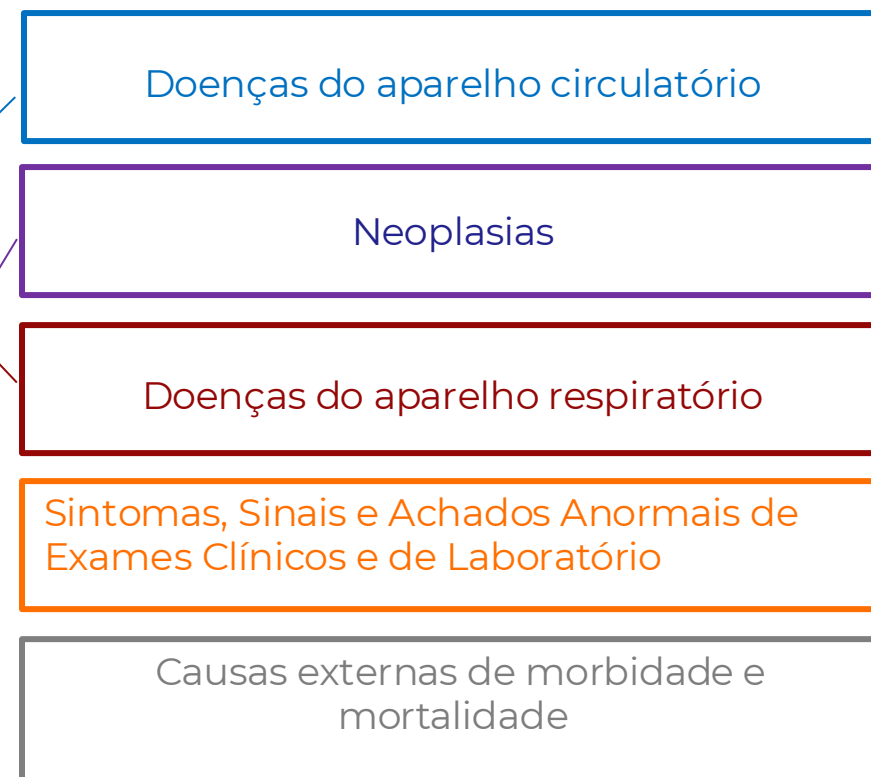 Doenças do aparelho circulatório
Neoplasias
Doenças do aparelho respiratório
Sintomas, Sinais e Achados Anormais de
Exames Clínicos e de Laboratório
Causas externas de morbidade e
mortalidade